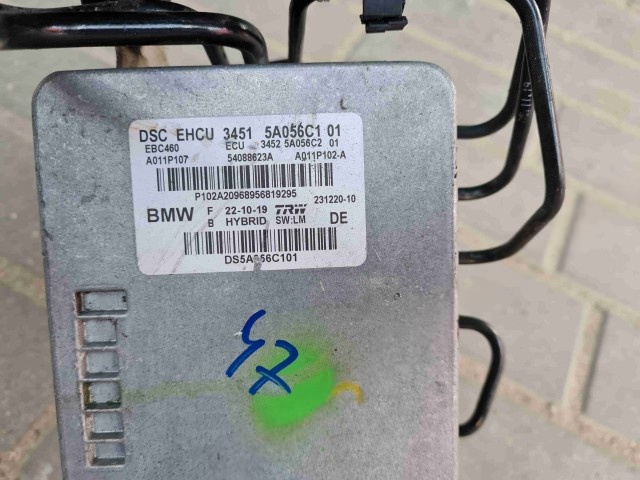 DSC EHCU 3451 5A056C1 01
EBC460 ECU 3452 5A056C2 01
A011P107 54088623A A011P102-A
P102A20968956819295
231220-10
BMW F 22-10-19 TRW DE
B HYBRID SW:LM
DS5A056C101
47